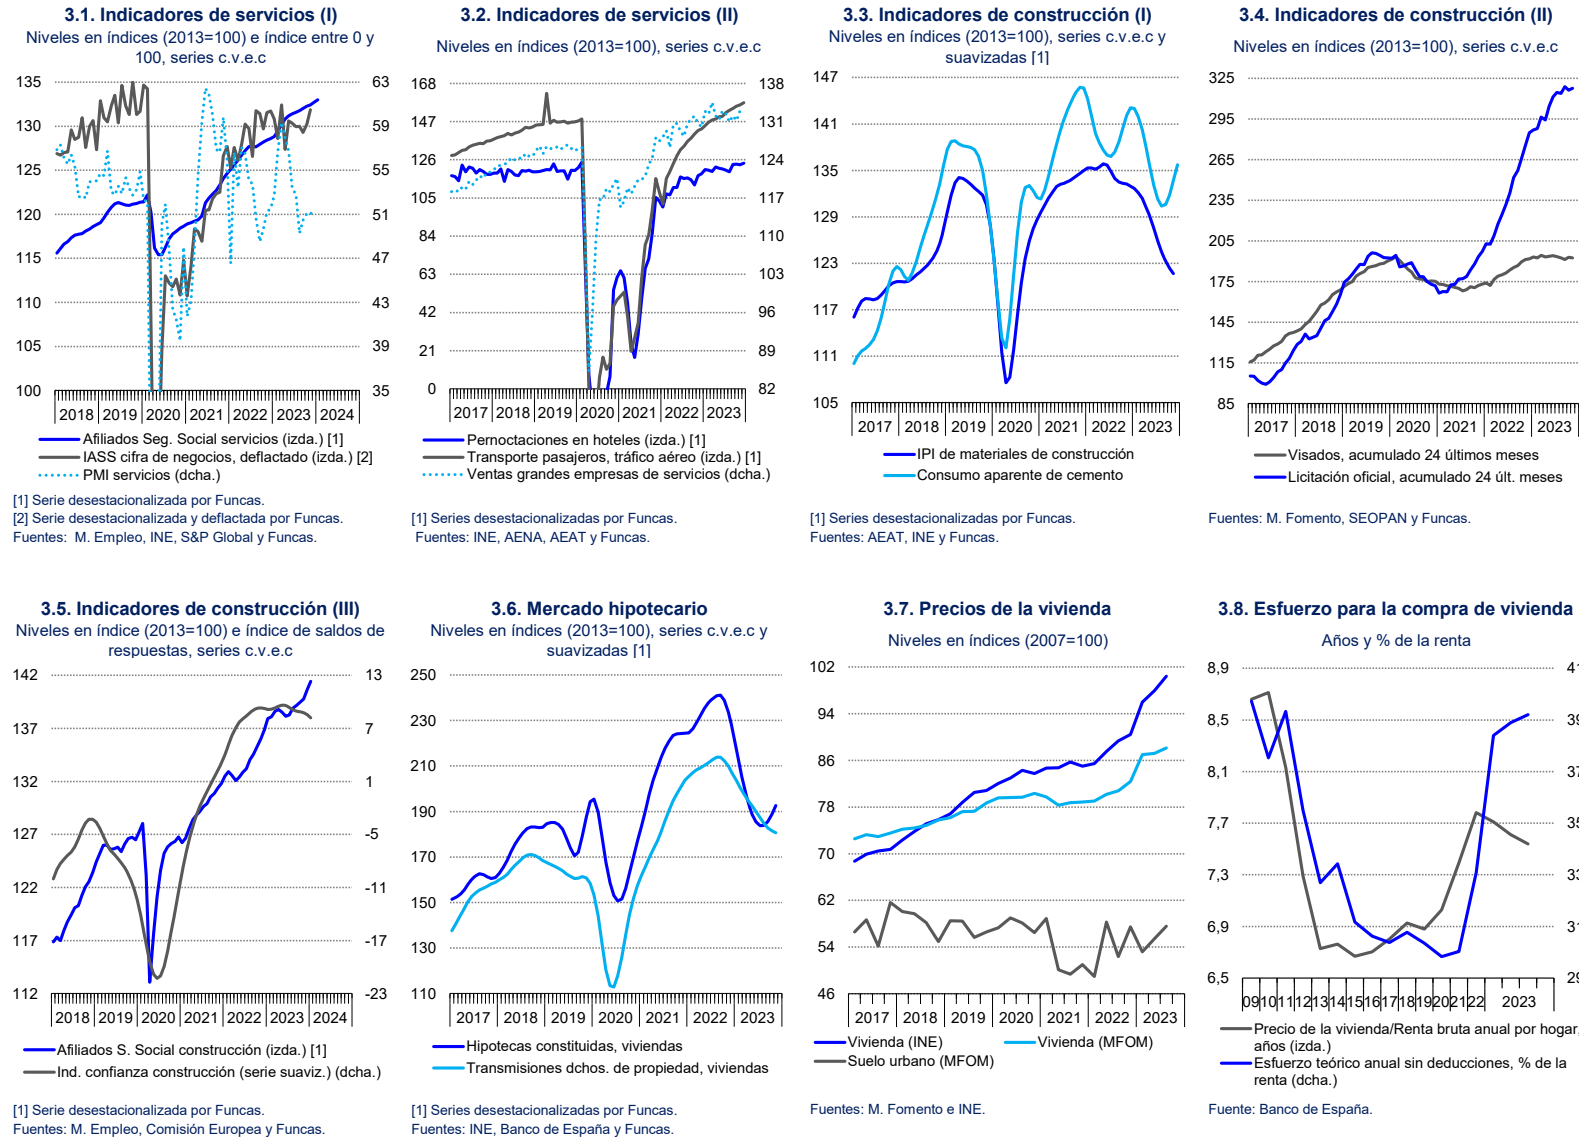 3.1. Indicadores de servicios (I)
Niveles en índices (2013=100) e índice entre 0 y
100, series c.v.e.c
135
130
125
120
115
110
105
100
63
59
55
51
47
43
39
35
2018 2019 2020 2021 2022 2023 2024
Afiliados Seg. Social servicios (izda.) [1]
IASS cifra de negocios, deflactado (izda.) [2]
PMI servicios (dcha.)
[1] Serie desestacionalizada por Funcas.
[2] Serie desestacionalizada y deflactada por Funcas.
Fuentes: M. Empleo, INE, S&P Global y Funcas.
3.2. Indicadores de servicios (II)
Niveles en índices (2013=100), series c.v.e.c
168
147
126
105
84
63
42
21
0
138
131
124
117
110
103
96
89
82
2017 2018 2019 2020 2021 2022 2023
Pernoctaciones en hoteles (izda.) [1]
Transporte pasajeros, tráfico aéreo (izda.) [1]
Ventas grandes empresas de servicios (dcha.)
[1] Series desestacionalizadas por Funcas.
Fuentes: INE, AENA, AEAT y Funcas.
3.3. Indicadores de construcción (I)
Niveles en índices (2013=100), series c.v.e.c y
suavizadas [1]
147
141
135
129
123
117
111
105
2017 2018 2019 2020 2021 2022 2023
IPI de materiales de construcción
Consumo aparente de cemento
[1] Series desestacionalizadas por Funcas.
Fuentes: AEAT, INE y Funcas.
3.4. Indicadores de construcción (II)
Niveles en índices (2013=100), series c.v.e.c
325
295
265
235
205
175
145
115
85
2017 2018 2019 2020 2021 2022 2023
Visados, acumulado 24 últimos meses
Licitación oficial, acumulado 24 últ. meses
Fuentes: M. Fomento, SEOPAN y Funcas.
3.5. Indicadores de construcción (III)
Niveles en índice (2013=100) e índice de saldos de
respuestas, series c.v.e.c
142
137
132
127
122
117
112
13
7
1
-5
-11
-17
-23
2018 2019 2020 2021 2022 2023 2024
Afiliados S. Social construcción (izda.) [1]
Ind. confianza construcción (serie suaviz.) (dcha.)
[1] Serie desestacionalizada por Funcas.
Fuentes: M. Empleo, Comisión Europea y Funcas.
3.6. Mercado hipotecario
Niveles en índices (2013=100), series c.v.e.c y
suavizadas [1]
250
230
210
190
170
150
130
110
2017 2018 2019 2020 2021 2022 2023
Hipotecas constituidas, viviendas
Transmisiones dchos. de propiedad, viviendas
[1] Series desestacionalizadas por Funcas.
Fuentes: INE, Banco de España y Funcas.
3.7. Precios de la vivienda
Niveles en índices (2007=100)
102
94
86
78
70
62
54
46
2017 2018 2019 2020 2021 2022 2023
Vivienda (INE)
Vivienda (MFOM)
Suelo urbano (MFOM)
Fuentes: M. Fomento e INE.
3.8. Esfuerzo para la compra de vivienda
Años y % de la renta
8,9
8,5
8,1
7,7
7,3
6,9
6,5
41
39
37
35
33
31
29
09 10 11 12 13 14 15 16 17 18 19 20 21 22 2023
Precio de la vivienda/Renta bruta anual por hogar,
años (izda.)
Esfuerzo teórico anual sin deducciones, % de la
renta (dcha.)
Fuente: Banco de España.